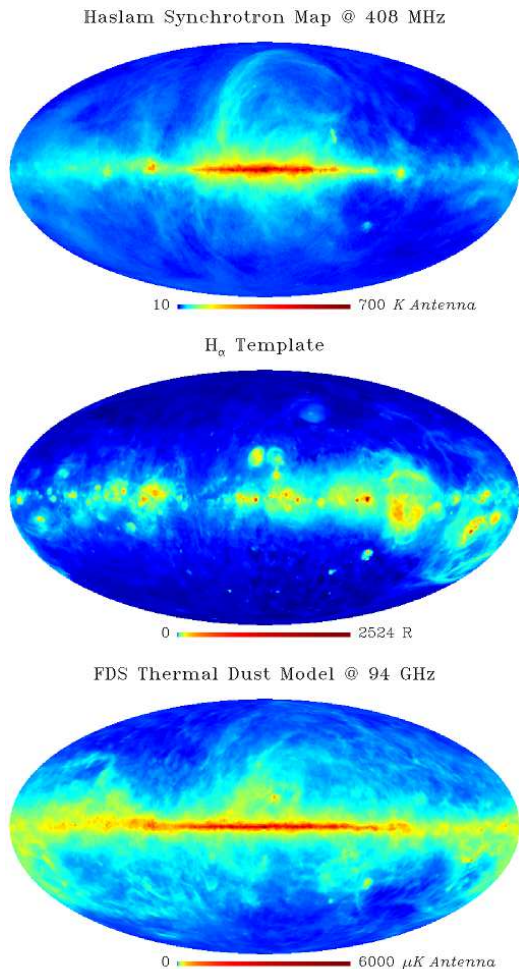 Haslam Synchrotron Map @ 408 MHz
10 700 K Antenna
Hα Template
0 2524 R
FDS Thermal Dust Model @ 94 GHz
0 6000 μK Antenna